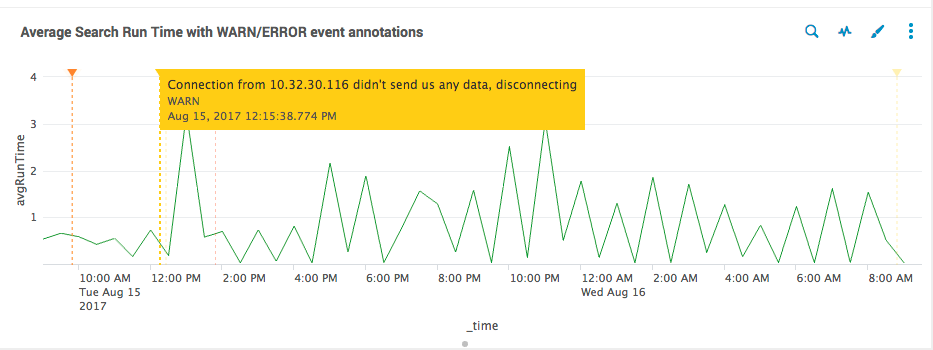 Average Search Run Time with WARN/ERROR event annotations
4
Connection from 10.32.30.116 didn't send us any data, disconnecting
WARN
Aug 15, 2017 12:15:38.774 PM
3
2
1
avgRunTime
10:00 AM 12:00 PM 2:00 PM 4:00 PM 6:00 PM 8:00 PM 10:00 PM 12:00 AM 2:00 AM 4:00 AM 6:00 AM 8:00 AM
Tue Aug 15 Wed Aug 16
2017
_time